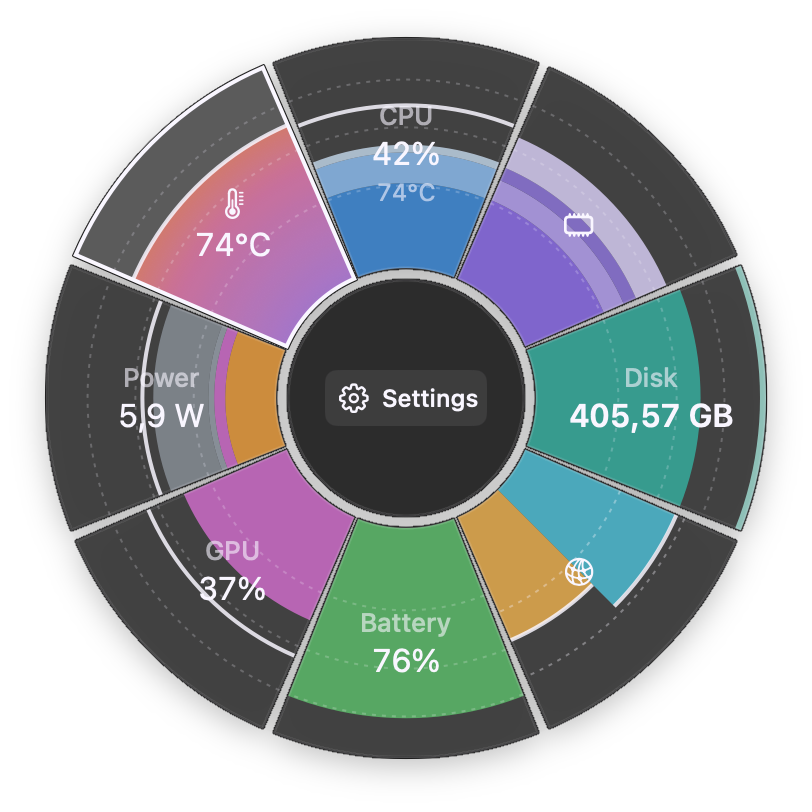 CPU
42%
74°C
74°C
Power
5,9 W
Settings
Disk
405,57 GB
GPU
37%
Battery
76%